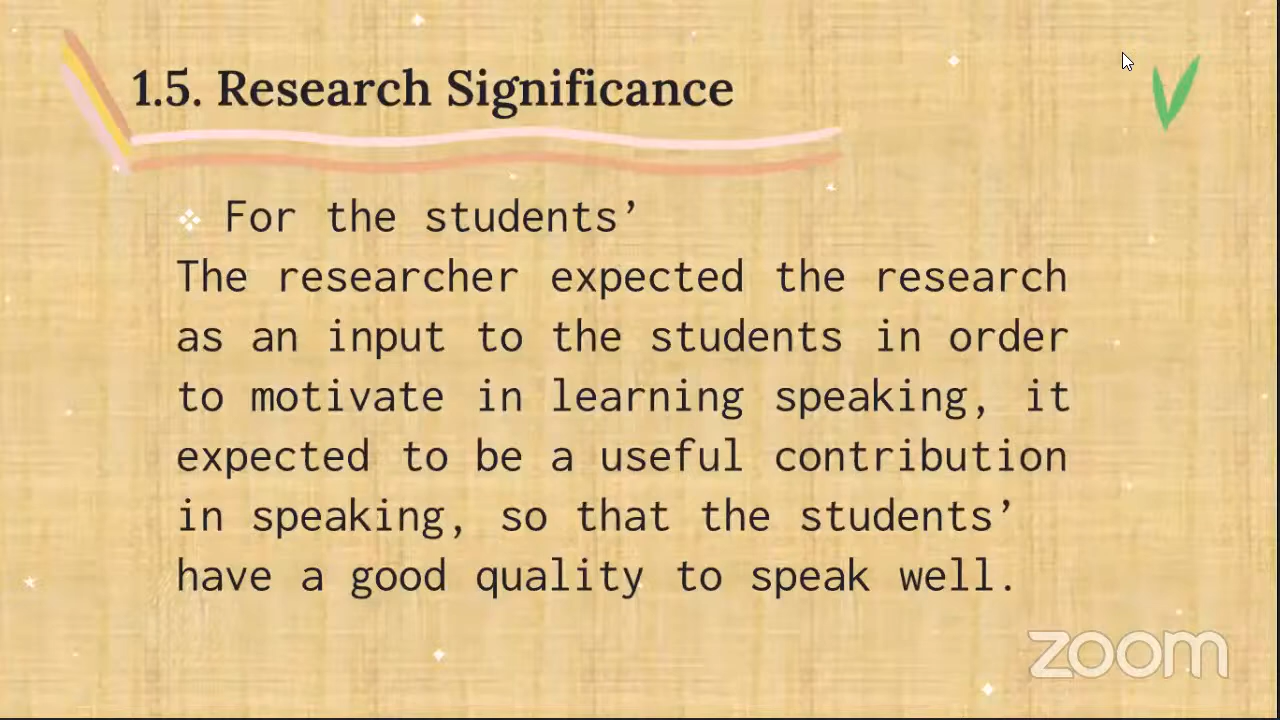 1.5. Research Significance
❖ For the students’
The researcher expected the research
as an input to the students in order
to motivate in learning speaking, it
expected to be a useful contribution
in speaking, so that the students’
have a good quality to speak well.
zoom